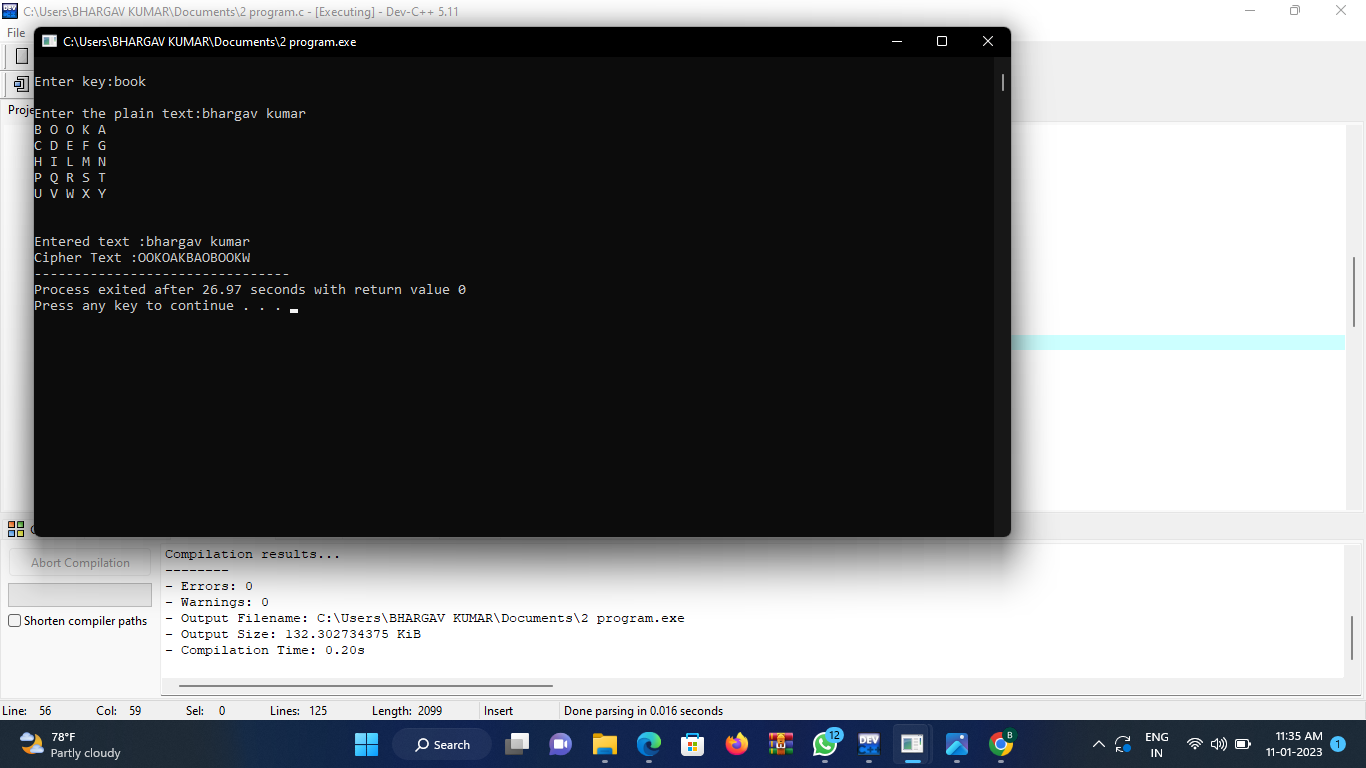 C:\Users\BHARGAV KUMAR\Documents\2 program.c - [Executing] - Dev-C++ 5.11
File
C:\Users\BHARGAV KUMAR\Documents\2 program.exe
Enter key:book
Proje
Enter the plain text:bhargav kumar
B O O K A
C D E F G
H I L M N
P Q R S T
U V W X Y
Entered text :bhargav kumar
Cipher Text :OOKOAKBAOBOOKW
--------------------------------
Process exited after 26.97 seconds with return value 0
Press any key to continue . . .
Abort Compilation
Shorten compiler paths
Compilation results...
--------
- Errors: 0
- Warnings: 0
- Output Filename: C:\Users\BHARGAV KUMAR\Documents\2 program.exe
- Output Size: 132.302734375 KiB
- Compilation Time: 0.20s
Line: 56 Col: 59 Sel: 0 Lines: 125 Length: 2099 Insert Done parsing in 0.016 seconds
78°F
Partly cloudy
Search
12
DEV
B
ENG
IN
11:35 AM
11-01-2023
1